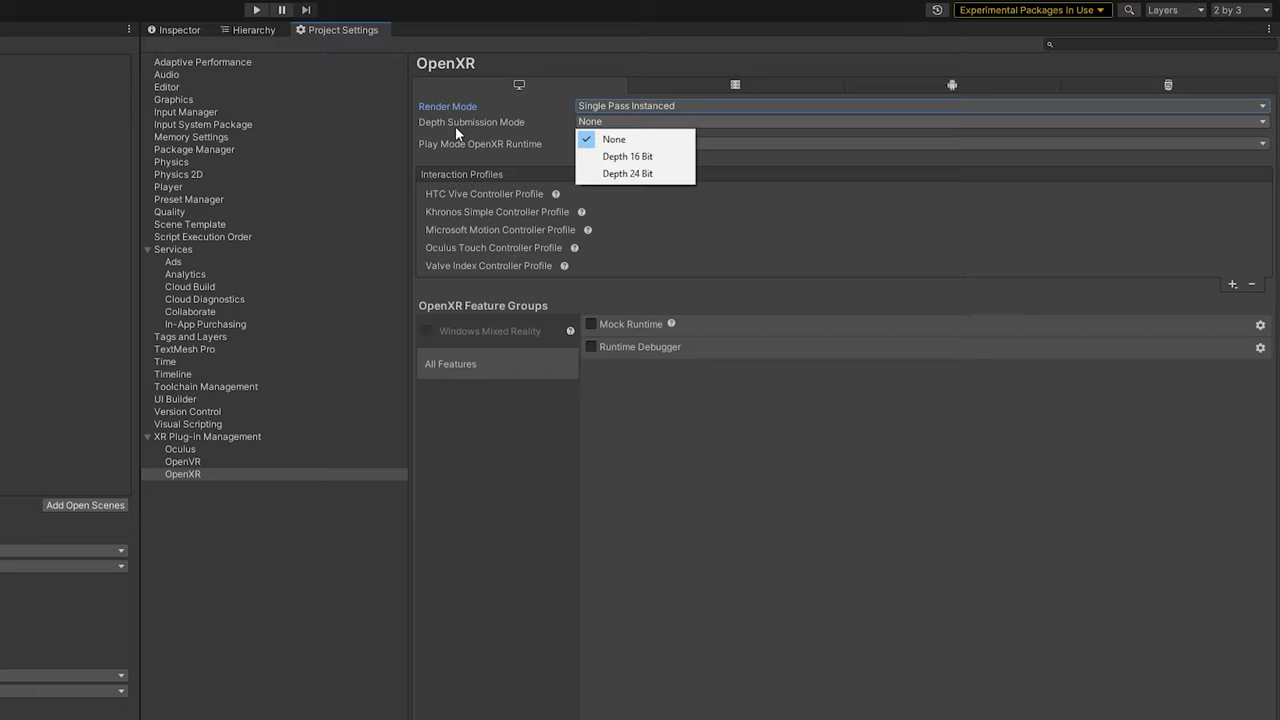 Experimental Packages In Use
Layers
2 by 3
Inspector
Hierarchy
Project Settings
Adaptive Performance
Audio
Editor
Graphics
Input Manager
Input System Package
Memory Settings
Package Manager
Physics
Physics 2D
Player
Preset Manager
Quality
Scene Template
Script Execution Order
Services
Ads
Analytics
Cloud Build
Cloud Diagnostics
Collaborate
In-App Purchasing
Tags and Layers
TextMesh Pro
Time
Timeline
Toolchain Management
UI Builder
Version Control
Visual Scripting
XR Plug-in Management
Oculus
OpenVR
OpenXR
Add Open Scenes
OpenXR
Render Mode
Single Pass Instanced
Depth Submission Mode
None
None
Depth 16 Bit
Depth 24 Bit
Play Mode OpenXR Runtime
Interaction Profiles
HTC Vive Controller Profile
Khronos Simple Controller Profile
Microsoft Motion Controller Profile
Oculus Touch Controller Profile
Valve Index Controller Profile
OpenXR Feature Groups
Windows Mixed Reality
All Features
Mock Runtime
Runtime Debugger